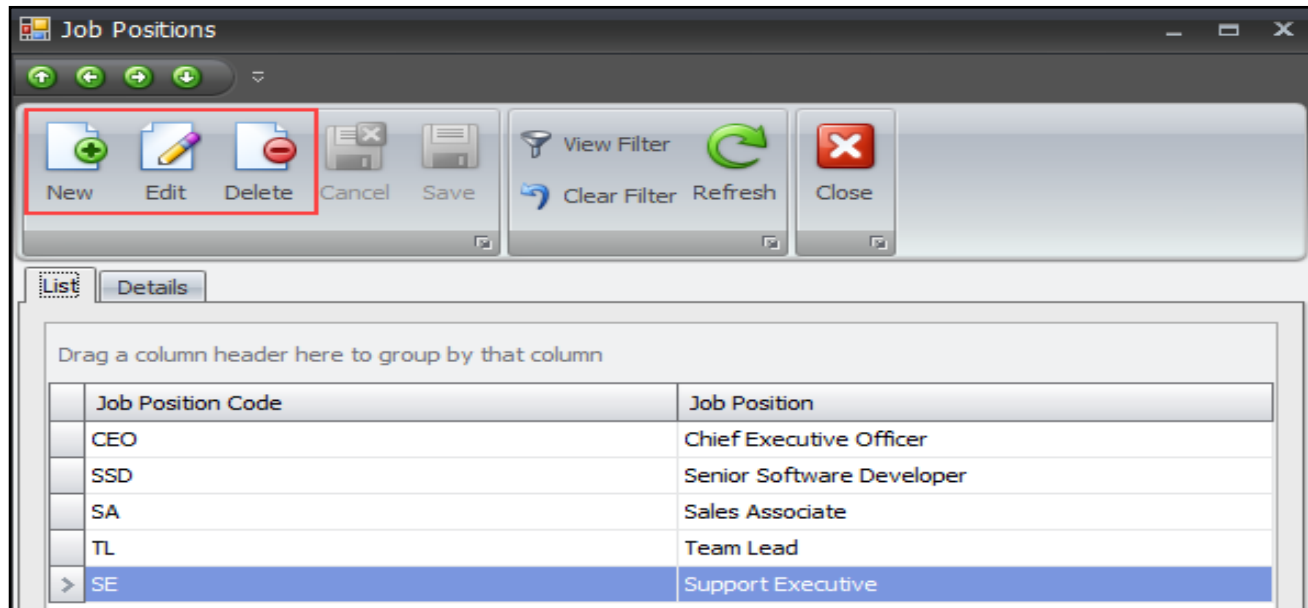 Job Positions
New Edit Delete Cancel Save View Filter Clear Filter Refresh Close
List Details
Drag a column header here to group by that column
Job Position Code Job Position
CEO Chief Executive Officer
SSD Senior Software Developer
SA Sales Associate
TL Team Lead
SE Support Executive